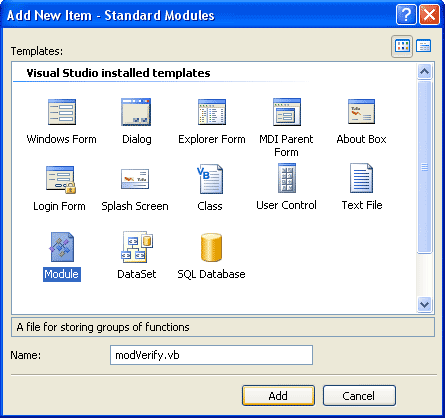 Add New Item - Standard Modules
Templates:
Visual Studio installed templates
Windows Form Dialog Explorer Form MDI Parent Form About Box
Login Form Splash Screen Class User Control Text File
Module DataSet SQL Database
A file for storing groups of functions
Name: modVerify.vb
Add Cancel